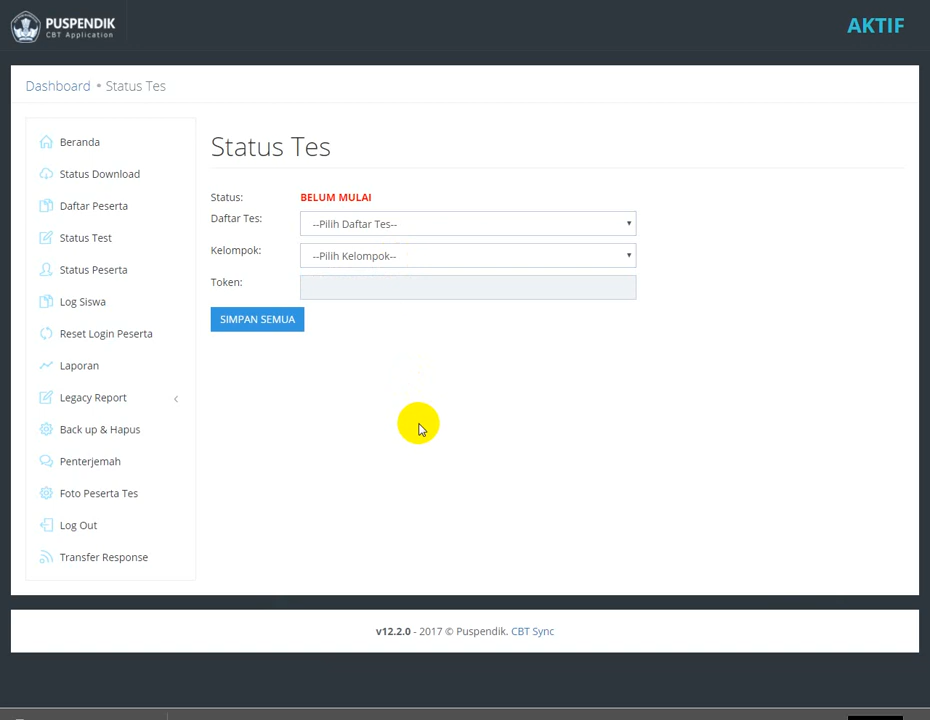 PUSPENDIK
CBT Application
AKTIF
Dashboard • Status Tes
Beranda
Status Download
Daftar Peserta
Status Test
Status Peserta
Log Siswa
Reset Login Peserta
Laporan
Legacy Report
Back up & Hapus
Penterjemah
Foto Peserta Tes
Log Out
Transfer Response
Status Tes
Status: BELUM MULAI
Daftar Tes: --Pilih Daftar Tes--
Kelompok: --Pilih Kelompok--
Token:
SIMPAN SEMUA
v12.2.0 - 2017 © Puspendik. CBT Sync